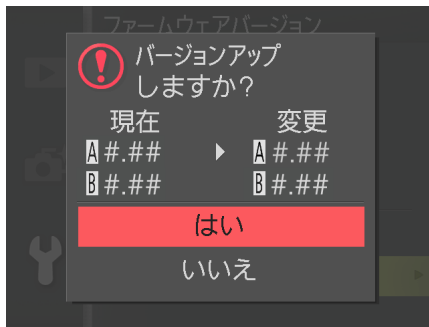 ファームウェアバージョン
バージョンアップ
しますか?
現在 変更
A #.## ▶ A #.##
B #.## B #.##
はい
いいえ